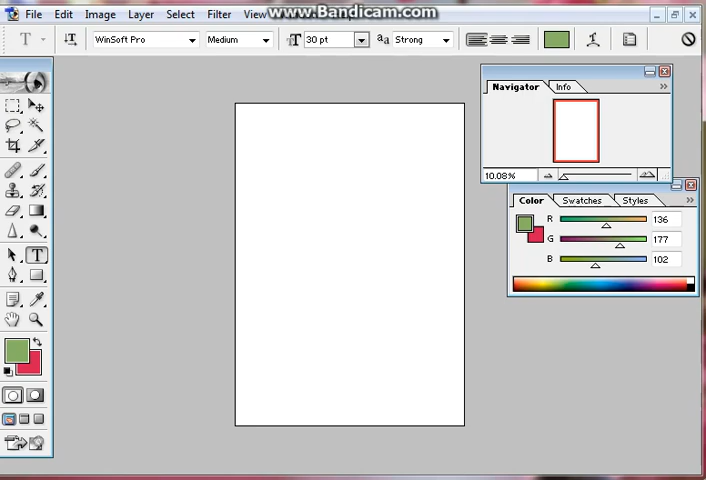 www.Bandicam.com
File Edit Image Layer Select Filter View
T WinSoft Pro Medium T 30 pt aa Strong
Navigator Info
10.08%
Color Swatches Styles
R 136
G 177
B 102
T